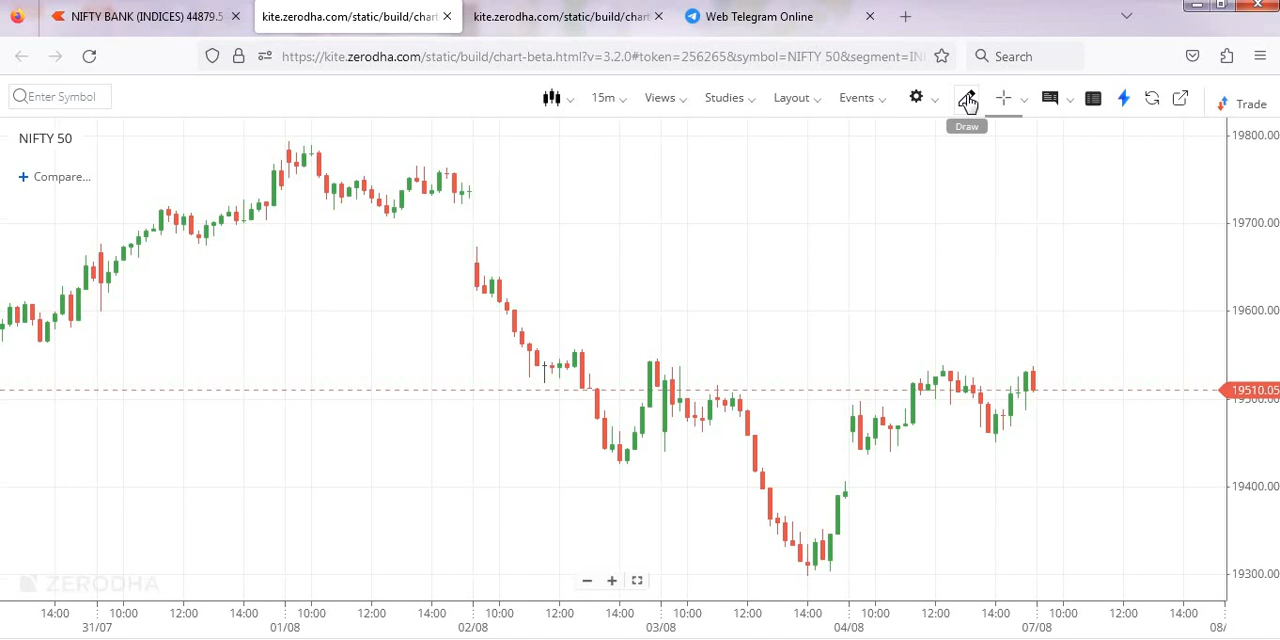 NIFTY BANK (INDICES) 44879.5
kite.zerodha.com/static/build/chart
kite.zerodha.com/static/build/chart
Web Telegram Online
https://kite.zerodha.com/static/build/chart-beta.html?v=3.2.0#token=256265&symbol=NIFTY 50&segment=IN
Search
Enter Symbol
15m
Views
Studies
Layout
Events
Trade
Draw
NIFTY 50
+ Compare...
19800.00
19700.00
19600.00
19510.05
19500.00
19400.00
19300.00
ZERODHA
14:00 10:00 12:00 14:00 10:00 12:00 14:00 10:00 12:00 14:00 10:00 12:00 14:00 10:00 12:00 14:00 10:00 12:00 14:00
31/07 01/08 02/08 03/08 04/08 07/08 08/